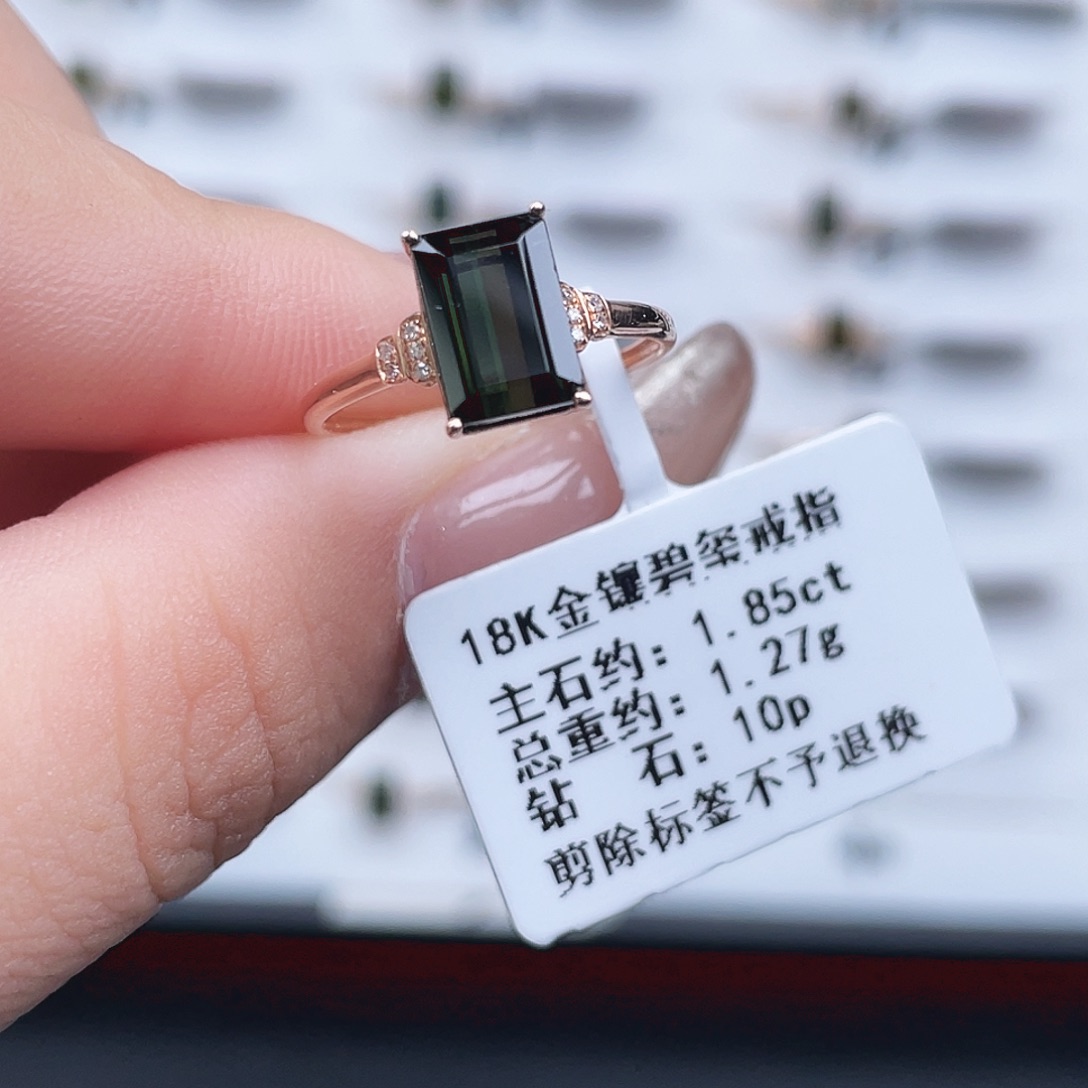 18K金镶碧玺戒指
主石约: 1.85ct
总重约: 1.27g
钻 石: 10p
剪除标签不予退换